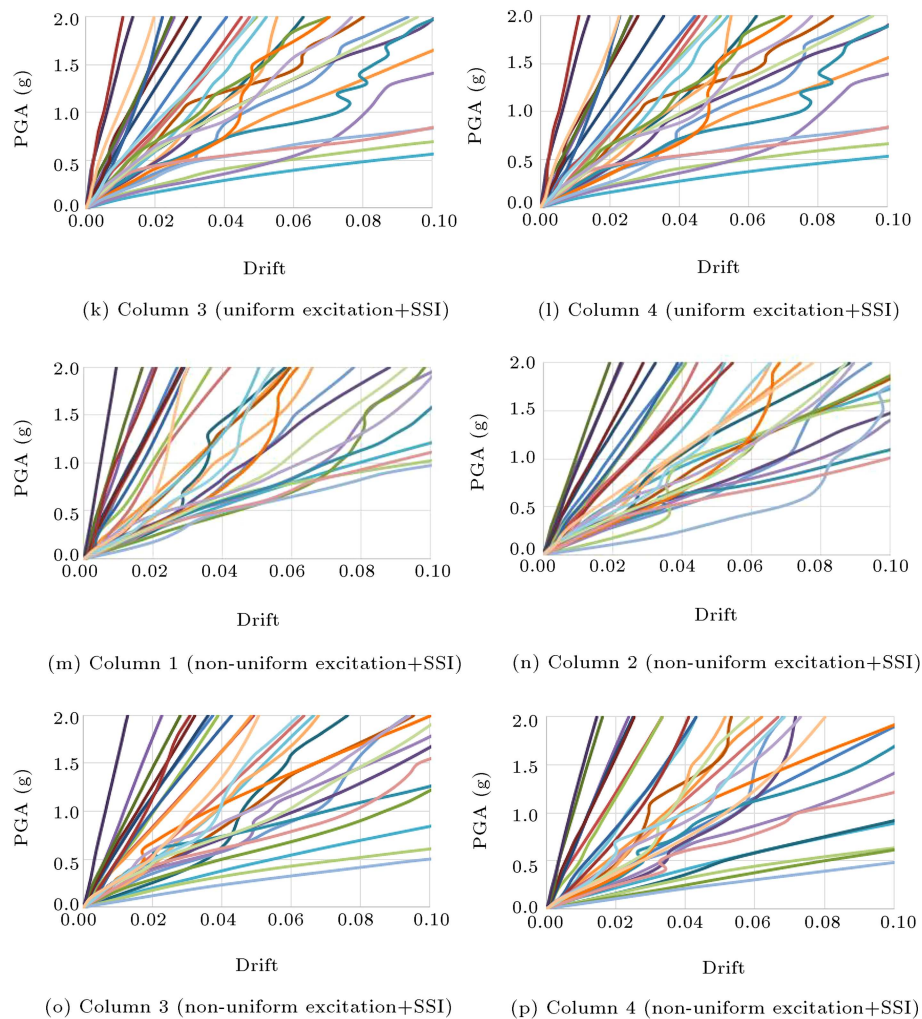 2.0 1.5 1.0 0.5 0.0
PGA (g)
0.00 0.02 0.04 0.06 0.08 0.10
Drift
(k) Column 3 (uniform excitation+SSI)
2.0 1.5 1.0 0.5 0.0
PGA (g)
0.00 0.02 0.04 0.06 0.08 0.10
Drift
(l) Column 4 (uniform excitation+SSI)
2.0 1.5 1.0 0.5 0.0
PGA (g)
0.00 0.02 0.04 0.06 0.08 0.10
Drift
(m) Column 1 (non-uniform excitation+SSI)
2.0 1.5 1.0 0.5 0.0
PGA (g)
0.00 0.02 0.04 0.06 0.08 0.10
Drift
(n) Column 2 (non-uniform excitation+SSI)
2.0 1.5 1.0 0.5 0.0
PGA (g)
0.00 0.02 0.04 0.06 0.08 0.10
Drift
(o) Column 3 (non-uniform excitation+SSI)
2.0 1.5 1.0 0.5 0.0
PGA (g)
0.00 0.02 0.04 0.06 0.08 0.10
Drift
(p) Column 4 (non-uniform excitation+SSI)